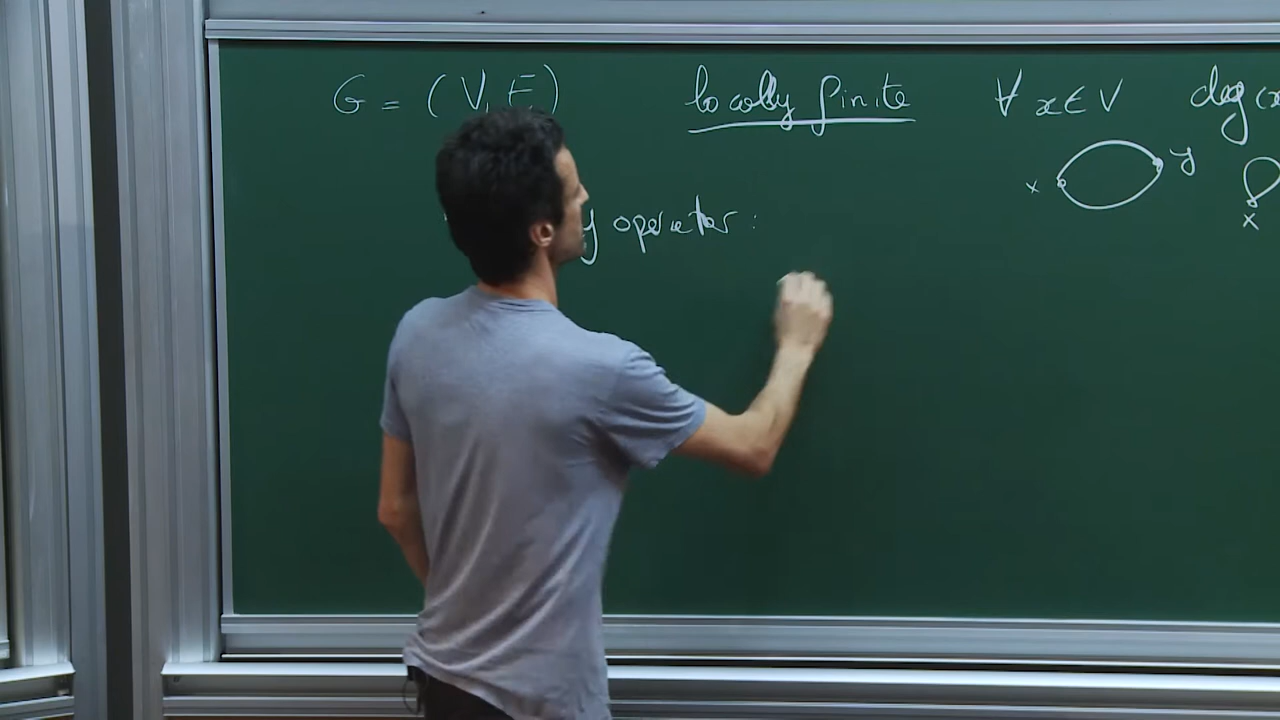 G = (V, E) locally finite ∀ x ∈ V deg(x
x y x
y operator :